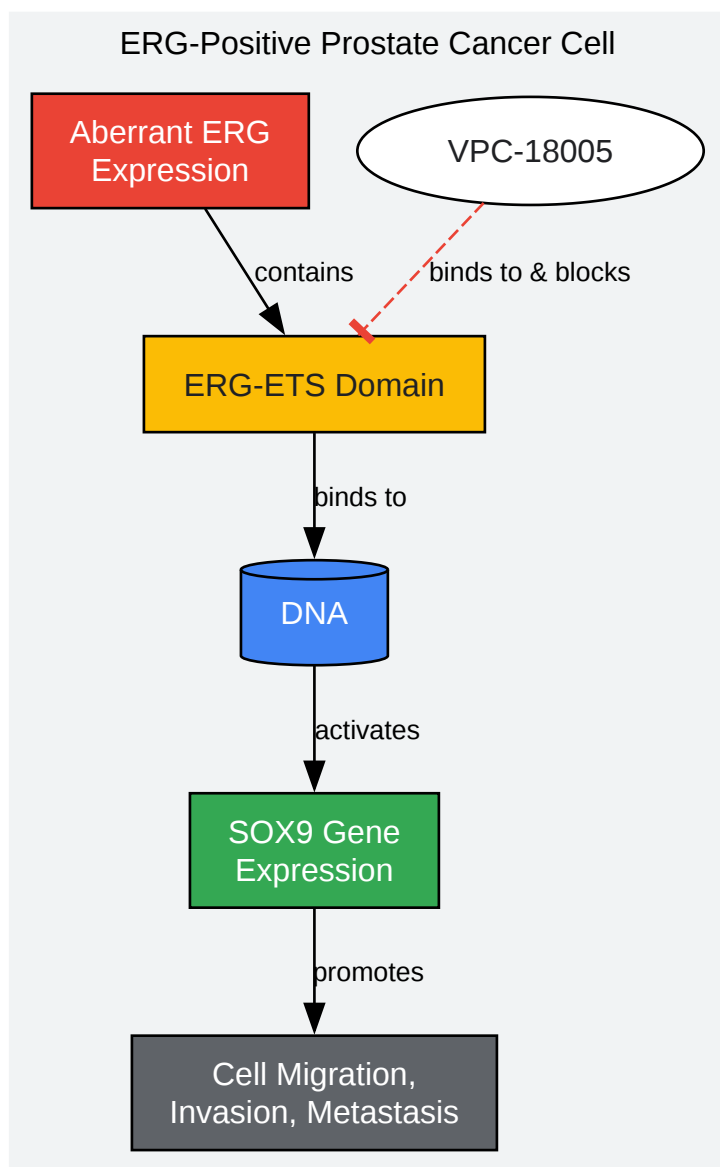 ERG-Positive Prostate Cancer Cell
Aberrant ERG
Expression
VPC-18005
contains
binds to & blocks
ERG-ETS Domain
binds to
DNA
activates
SOX9 Gene
Expression
promotes
Cell Migration,
Invasion, Metastasis